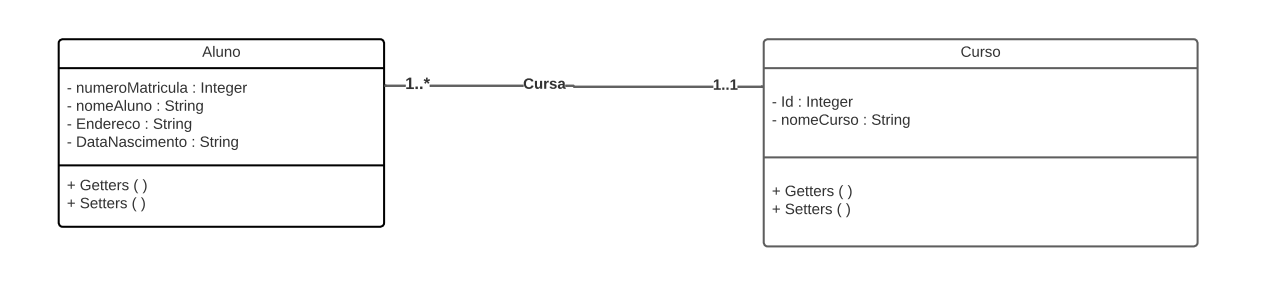 Aluno
- numeroMatricula : Integer
- nomeAluno : String
- Endereco : String
- DataNascimento : String
+ Getters ( )
+ Setters ( )
1..*
Cursa
1..1
Curso
- Id : Integer
- nomeCurso : String
+ Getters ( )
+ Setters ( )